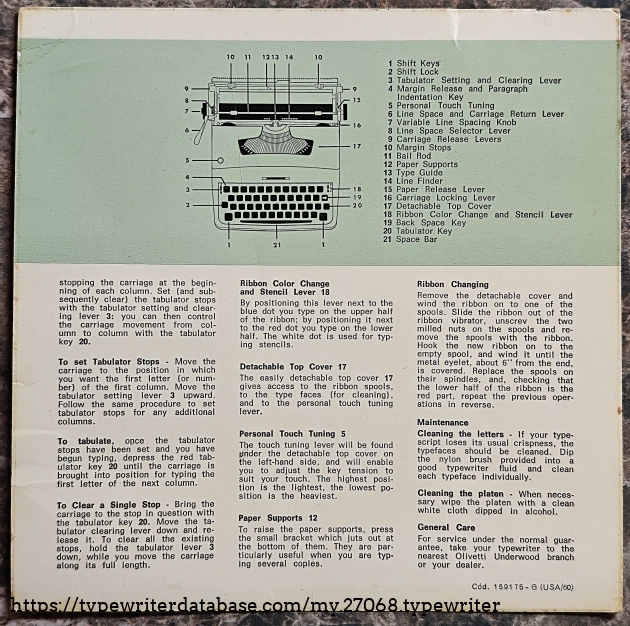 10 11 12 13 14 10
9
8
7
6
5
4
3
2
1
9
15
16
17
18
19
20
1
21
1 Shift Keys
2 Shift Lock
3 Tabulator Setting and Clearing Lever
4 Margin Release and Paragraph
Indentation Key
5 Personal Touch Tuning
6 Line Space and Carriage Return Lever
7 Variable Line Spacing Knob
8 Line Space Selector Lever
9 Carriage Release Levers
10 Margin Stops
11 Bail Rod
12 Paper Supports
13 Type Guide
14 Line Finder
15 Paper Release Lever
16 Carriage Locking Lever
17 Detachable Top Cover
18 Ribbon Color Change and Stencil Lever
19 Back Space Key
20 Tabulator Key
21 Space Bar
stopping the carriage at the begin-
ning of each column. Set (and sub-
sequently clear) the tabulator stops
with the tabulator setting and clear-
ing lever 3: you can then control
the carriage movement from col-
umn to column with the tabulator
key 20.
To set Tabulator Stops - Move the
carriage to the position in which
you want the first letter (or num-
ber) of the first column. Move the
tabulator setting lever 3 upward.
Follow the same procedure to set
tabulator stops for any additional
columns.
To tabulate, once the tabulator
stops have been set and you have
begun typing, depress the red tab-
ulator key 20 until the carriage is
brought into position for typing the
first letter of the next column.
To Clear a Single Stop - Bring the
carriage to the stop in question with
the tabulator key 20. Move the ta-
bulator clearing lever down and re-
lease it. To clear all the existing
stops, hold the tabulator lever 3
down, while you move the carriage
along its full length.
Ribbon Color Change
and Stencil Lever 18
By positioning this lever next to the
blue dot you type on the upper half
of the ribbon; by positioning it next
to the red dot you type on the lower
half. The white dot is used for typ-
ing stencils.
Detachable Top Cover 17
The easily detachable top cover 17
gives access to the ribbon spools,
to the type faces (for cleaning),
and to the personal touch tuning
lever.
Personal Touch Tuning 5
The touch tuning lever will be found
under the detachable top cover on
the left-hand side, and will enable
you to adjust the key tension to
suit your touch. The highest posi-
tion is the lightest, the lowest po-
sition is the heaviest.
Paper Supports 12
To raise the paper supports, press
the small bracket which juts out at
the bottom of them. They are par-
ticularly useful when you are typ-
ing several copies.
Ribbon Changing
Remove the detachable cover and
wind the ribbon on to one of the
spools. Slide the ribbon out of the
ribbon vibrator, unscrev the two
milled nuts on the spools and re-
move the spools with the ribbon.
Hook the new ribbon on to the
empty spool, and wind it until the
metal eyelet, about 6'' from the end,
is covered. Replace the spools on
their spindles, and, checking that
the lower half of the ribbon is the
red part, repeat the previous oper-
ations in reverse.
Maintenance
Cleaning the letters - If your type-
script loses its usual crispness, the
typefaces should be cleaned. Dip
the nylon brush provided into a
good typewriter fluid and clean
each typeface individually.
Cleaning the platen - When neces-
sary wipe the platen with a clean
white cloth dipped in alcohol.
General Care
For service under the normal guar-
antee, take your typewriter to the
nearest Olivetti Underwood branch
or your dealer.
Cód. 159175 - G (USA/60)
https://typewriterdatabase.com/my.27068.typewriter